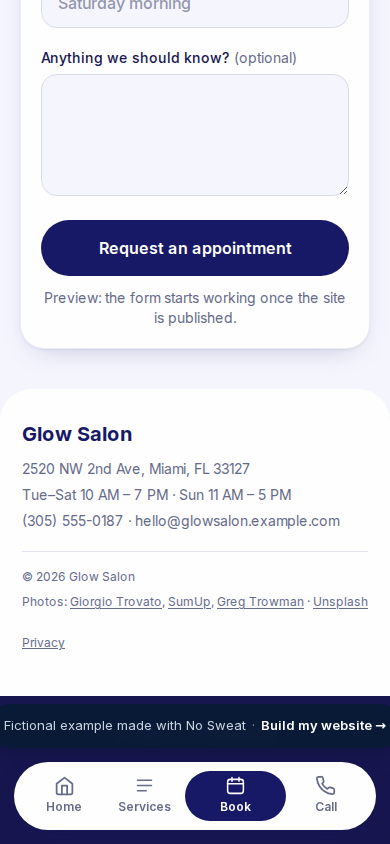 Saturday morning
Anything we should know? (optional)
Request an appointment
Preview: the form starts working once the site
is published.
Glow Salon
2520 NW 2nd Ave, Miami, FL 33127
Tue–Sat 10 AM – 7 PM · Sun 11 AM – 5 PM
(305) 555-0187 · hello@glowsalon.example.com
© 2026 Glow Salon
Photos: Giorgio Trovato, SumUp, Greg Trowman · Unsplash
Privacy
Fictional example made with No Sweat · Build my website →
Home Services Book Call